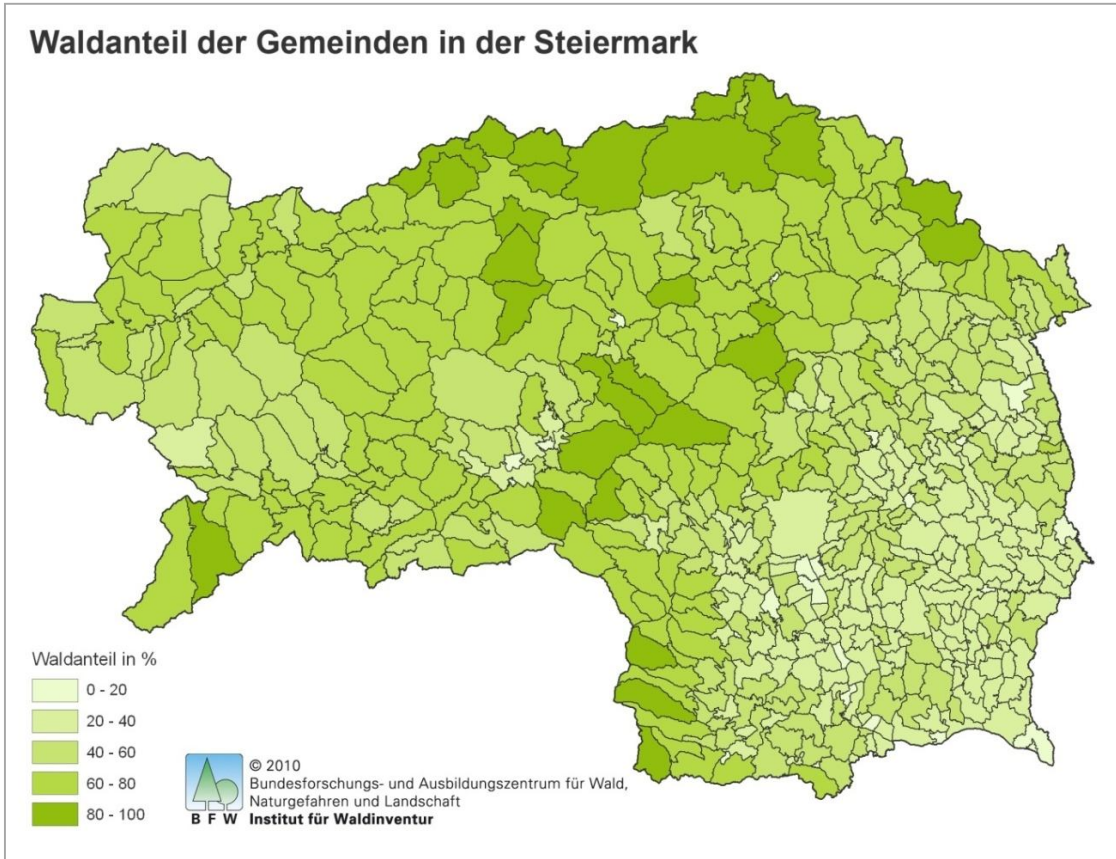 Waldanteil der Gemeinden in der Steiermark
Waldanteil in %
0 - 20
20 - 40
40 - 60
60 - 80
80 - 100
© 2010
Bundesforschungs- und Ausbildungszentrum für Wald,
Naturgefahren und Landschaft
BFW Institut für Waldinventur